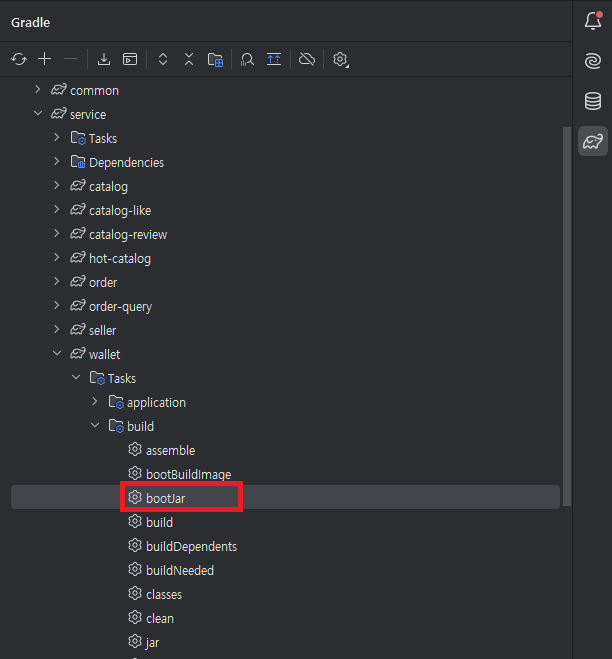 Gradle
common
service
Tasks
Dependencies
catalog
catalog-like
catalog-review
hot-catalog
order
order-query
seller
wallet
Tasks
application
build
assemble
bootBuildImage
bootJar
build
buildDependents
buildNeeded
classes
clean
jar